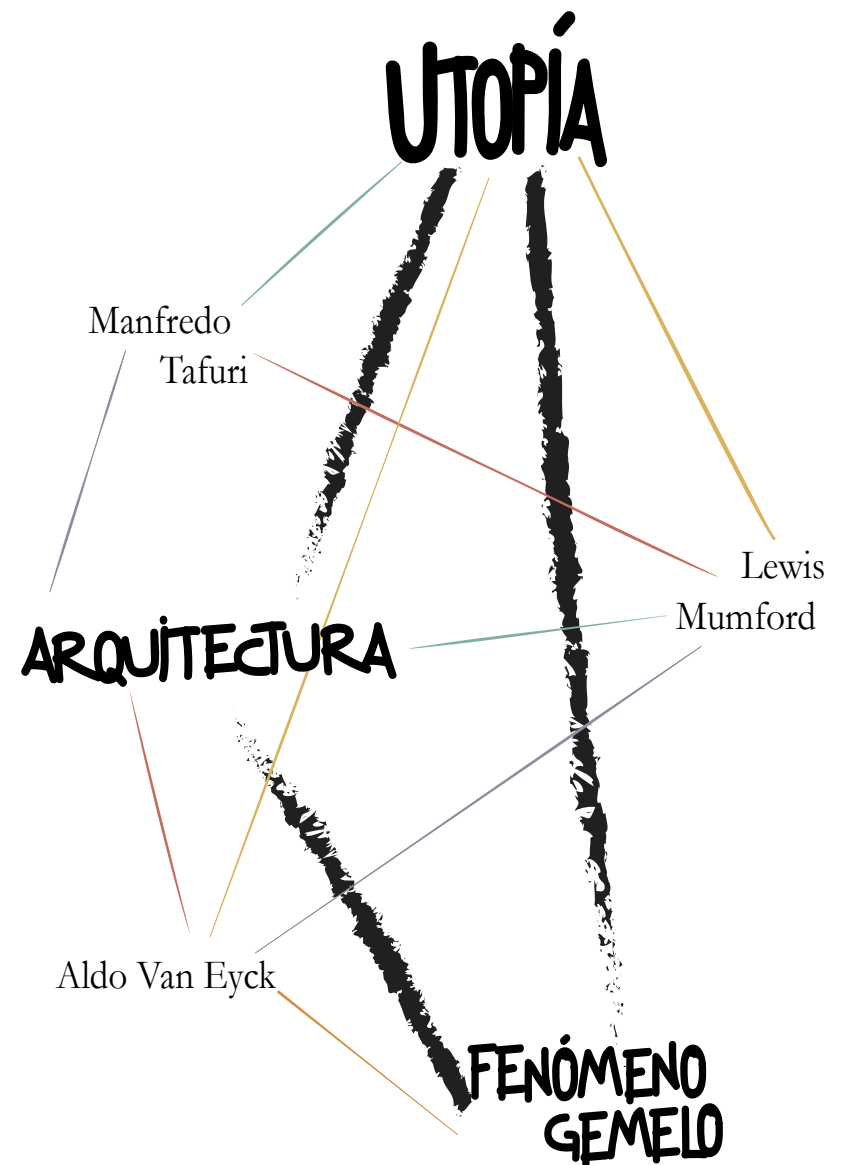 UTOPÍA
Manfredo
Tafuri
Lewis
Mumford
ARQUITECTURA
Aldo Van Eyck
FENÓMENO
GEMELO